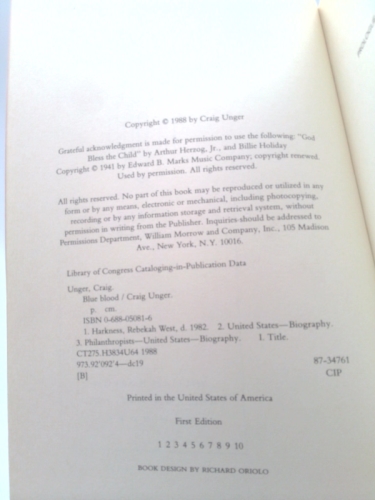 Copyright © 1988 by Craig Unger
Grateful acknowledgment is made for permission to use the following: "God
Bless the Child" by Arthur Herzog, Jr., and Billie Holiday
Copyright © 1941 by Edward B. Marks Music Company; copyright renewed.
Used by permission. All rights reserved.
All rights reserved. No part of this book may be reproduced or utilized in any
form or by any means, electronic or mechanical, including photocopying,
recording or by any information storage and retrieval system, without
permission in writing from the Publisher. Inquiries should be addressed to
Permissions Department, William Morrow and Company, Inc., 105 Madison
Ave., New York, N.Y. 10016.
Library of Congress Cataloging-in-Publication Data
Unger, Craig.
Blue blood / Craig Unger.
p. cm.
ISBN 0-688-05081-6
1. Harkness, Rebekah West, d. 1982. 2. United States—Biography.
3. Philanthropists—United States—Biography. I. Title.
CT275.H3834U64 1988
973.92'092'4—dc19 87-34761
[B] CIP
Printed in the United States of America
First Edition
1 2 3 4 5 6 7 8 9 10
BOOK DESIGN BY RICHARD ORIOLO